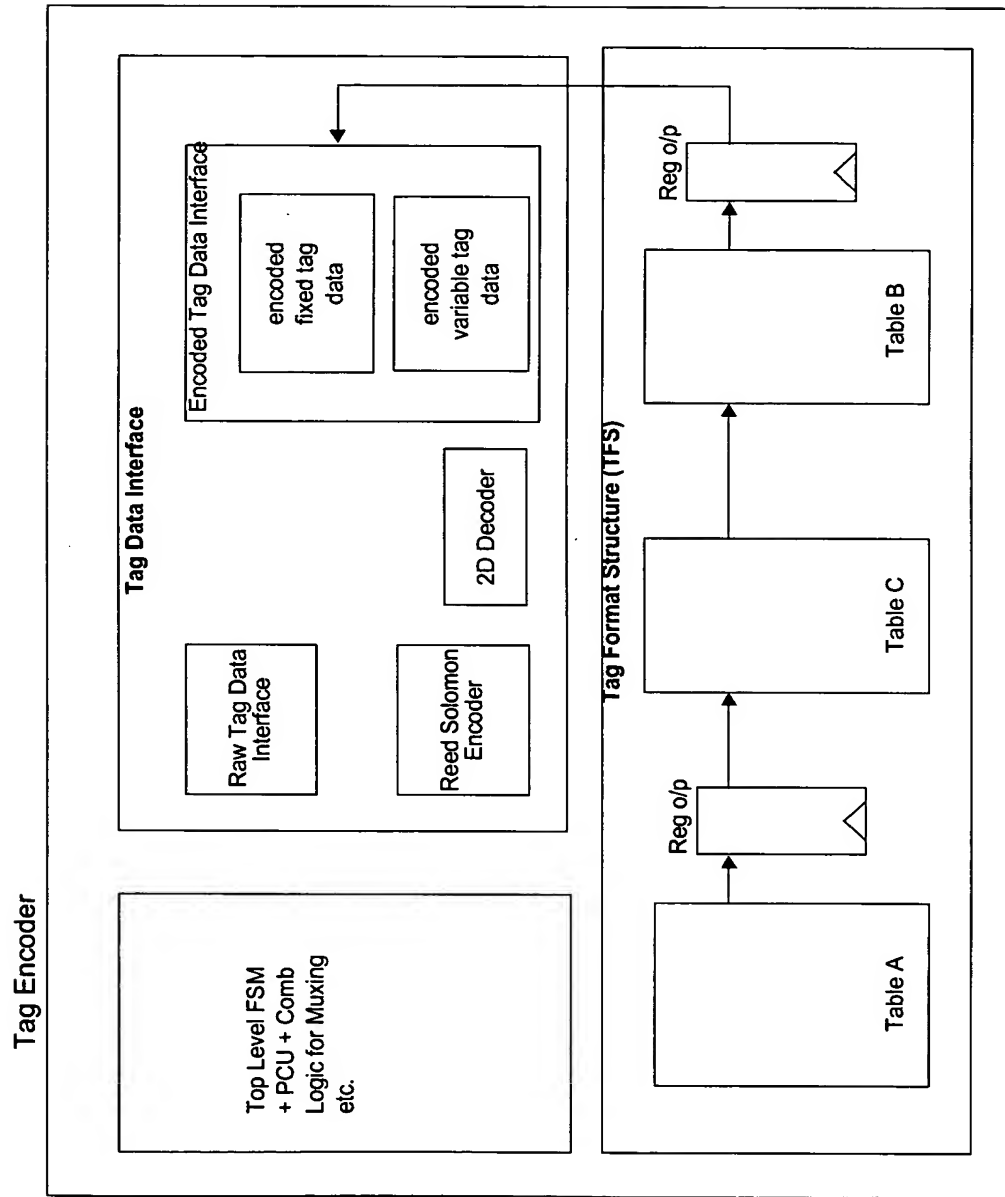 Tag Encoder
Top Level FSM
+ PCU + Comb
Logic for Muxing
etc.
Tag Data Interface
Raw Tag Data
Interface
Reed Solomon
Encoder
2D Decoder
Encoded Tag Data Interface
encoded
fixed tag
data
encoded
variable tag
data
Tag Format Structure (TFS)
Table A
Reg o/p
Table C
Table B
Reg o/p